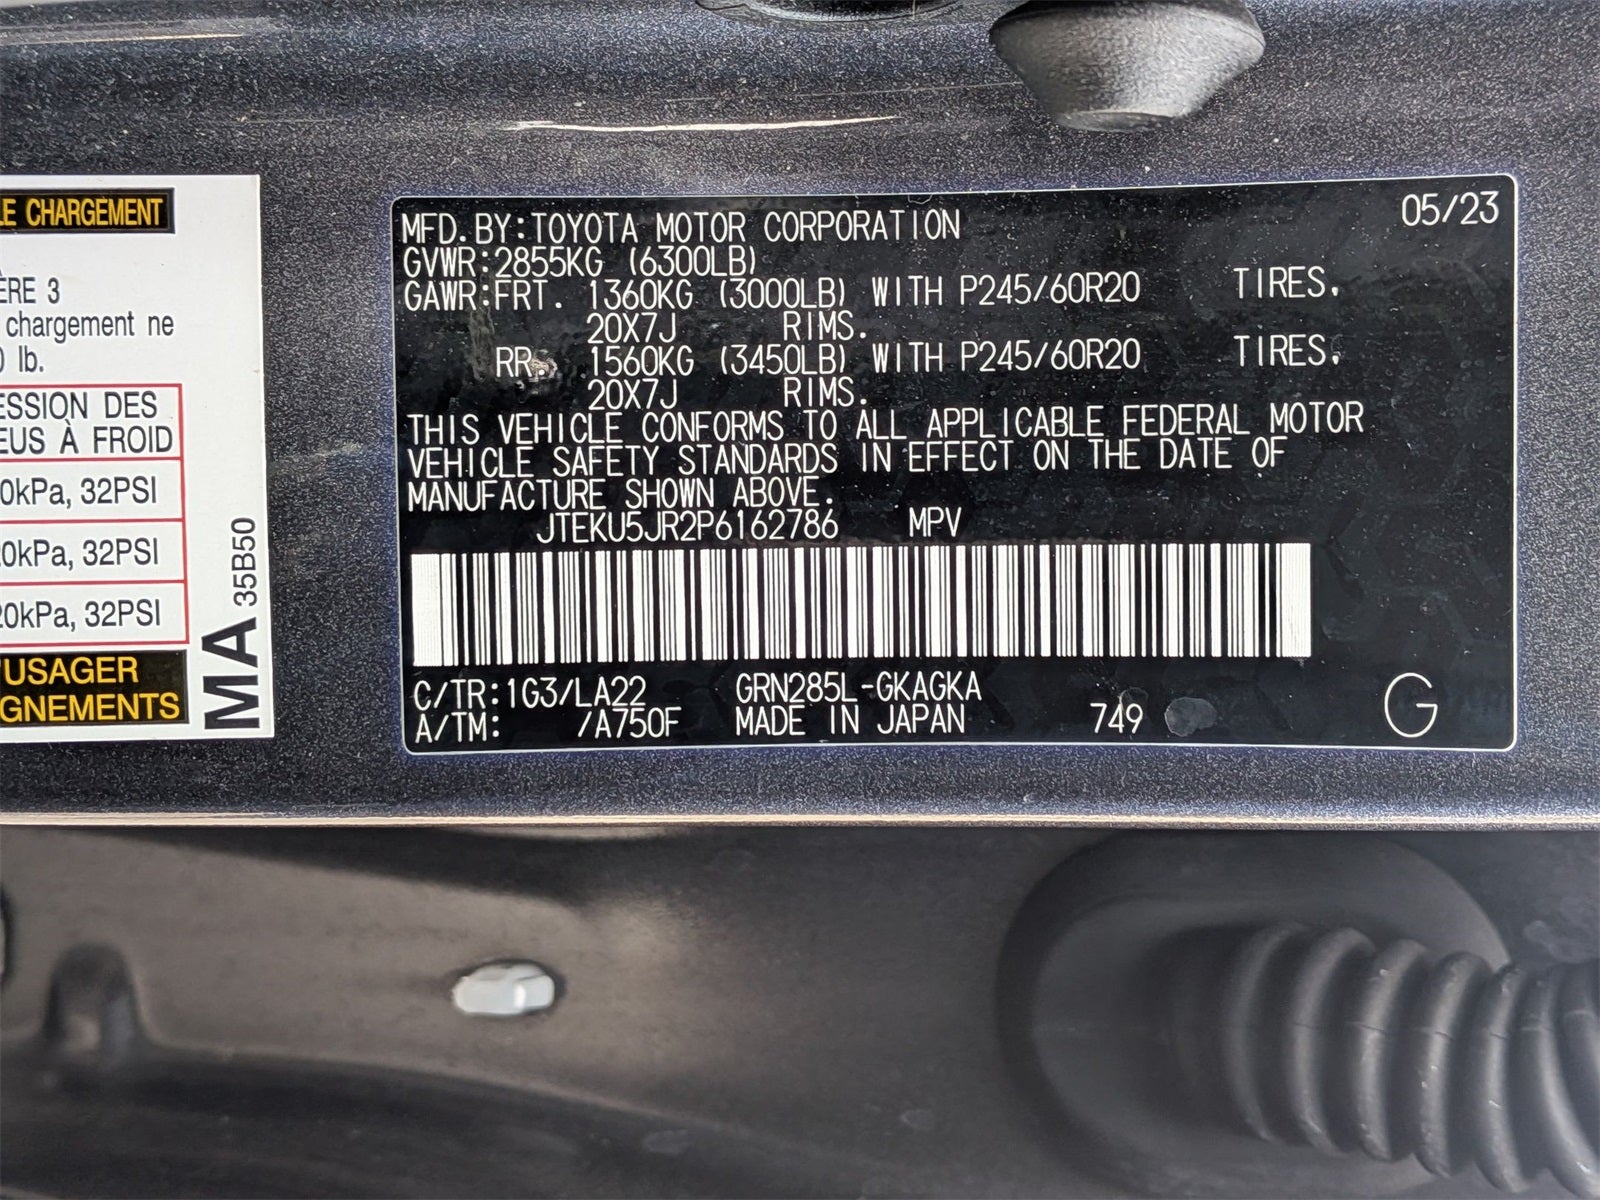 LE CHARGEMENT
ÈRE 3
chargement ne
lb.
ESSION DES
EUS À FROID
0kPa, 32PSI
20kPa, 32PSI
20kPa, 32PSI
'USAGER
GNEMENTS
MA 35B50
05/23
MFD. BY:TOYOTA MOTOR CORPORATION
GVWR:2855KG (6300LB)
GAWR:FRT. 1360KG (3000LB) WITH P245/60R20 TIRES,
20X7J RIMS.
RR. 1560KG (3450LB) WITH P245/60R20 TIRES,
20X7J RIMS.
THIS VEHICLE CONFORMS TO ALL APPLICABLE FEDERAL MOTOR
VEHICLE SAFETY STANDARDS IN EFFECT ON THE DATE OF
MANUFACTURE SHOWN ABOVE.
JTEKU5JR2P6162786 MPV
C/TR:1G3/LA22 GRN285L-GKAGKA
A/TM: /A750F MADE IN JAPAN 749 G